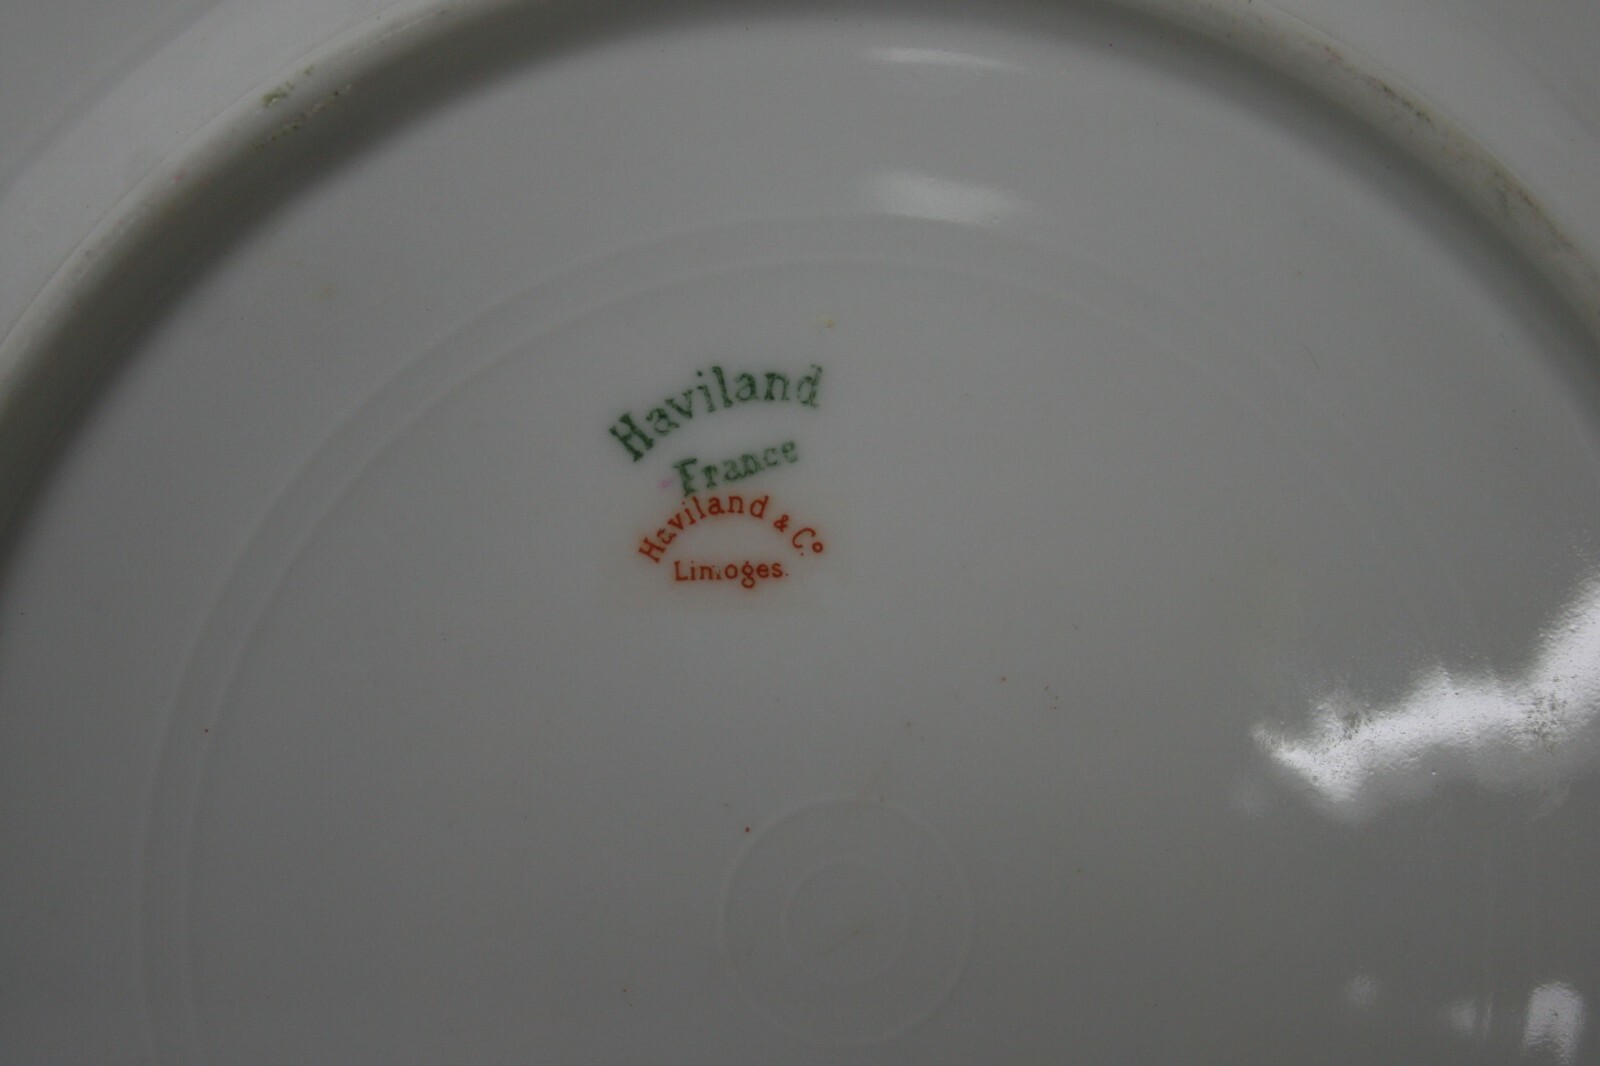 Haviland
France
Haviland & Co.
Limoges.